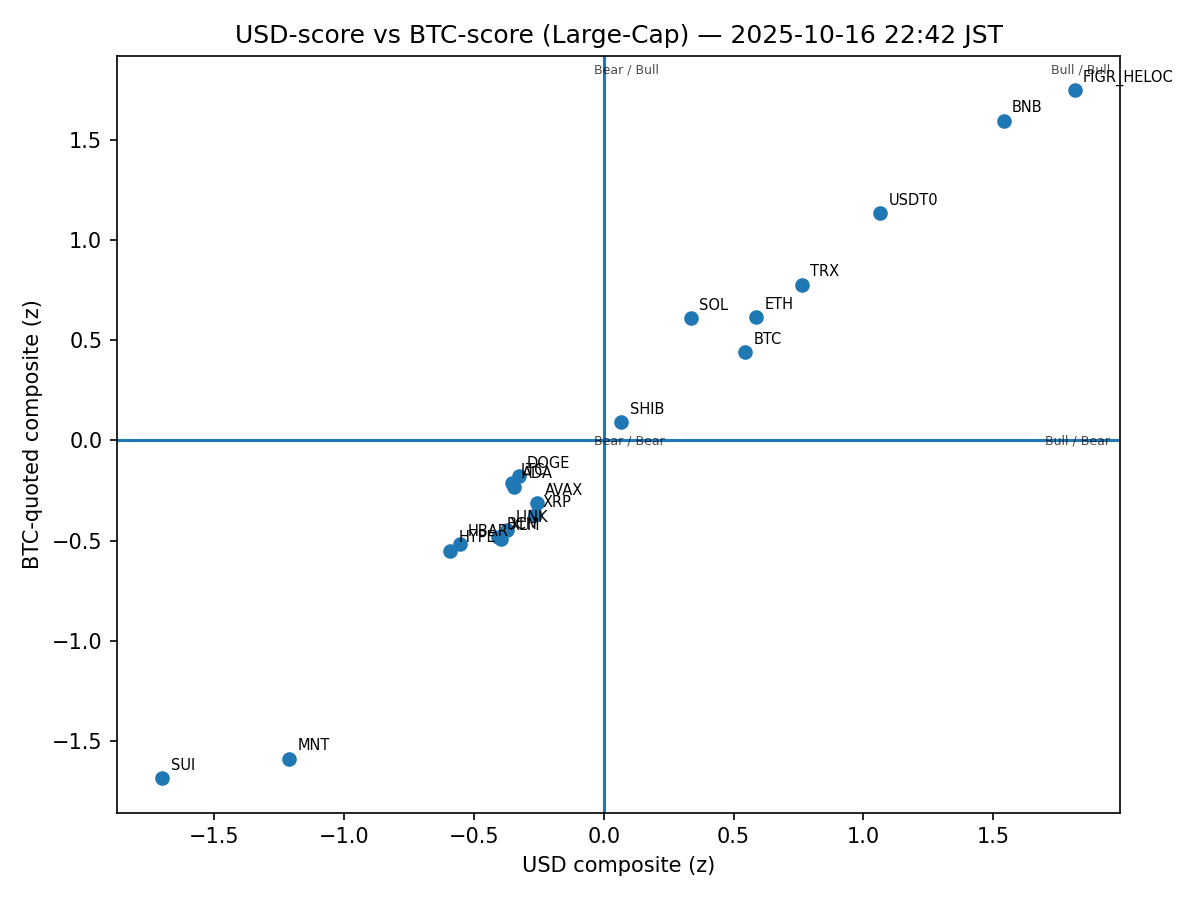 USD-score vs BTC-score (Large-Cap) — 2025-10-16 22:42 JST
Bear / Bull
Bull / Bull
FIGR_HELOC
BNB
USDT0
TRX
SOL
ETH
BTC
SHIB
Bear / Bear
Bull / Bear
DOGE
LTC
ADA
AVAX
XRP
LINK
XLM
HBAR
HYPE
MNT
SUI
BTC-quoted composite (z)
1.5
1.0
0.5
0.0
−0.5
−1.0
−1.5
−1.5
−1.0
−0.5
0.0
0.5
1.0
1.5
USD composite (z)